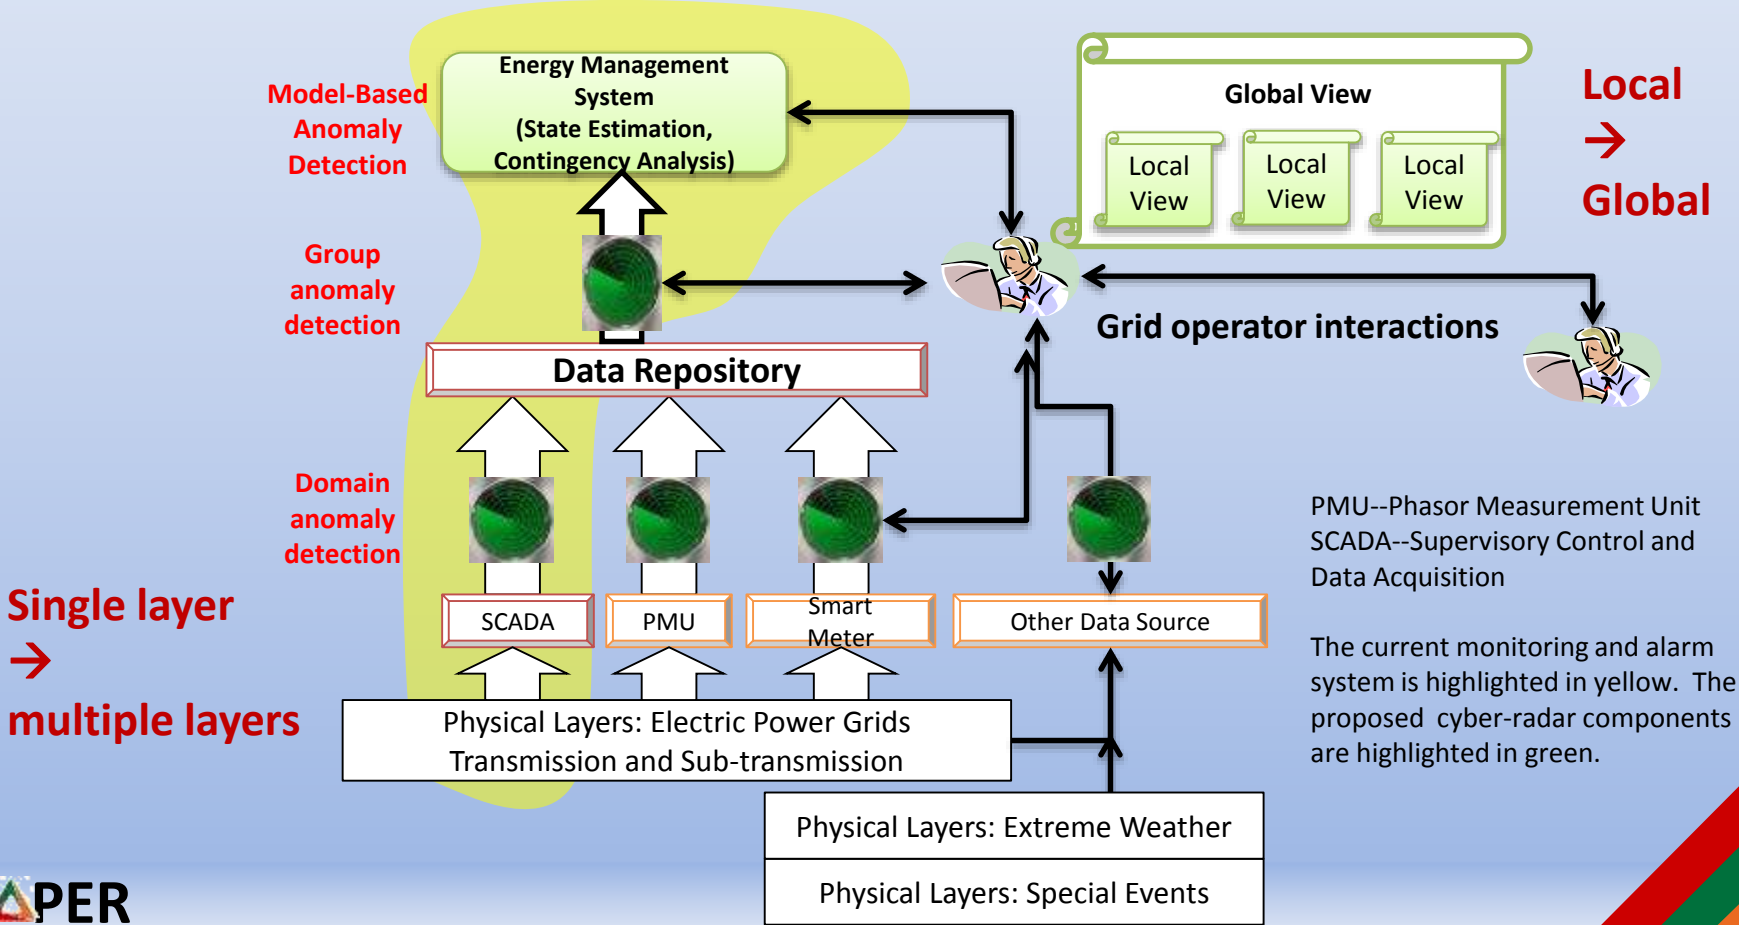 Energy Management
System
(State Estimation,
Contingency Analysis)
Model-Based
Anomaly
Detection
Global View
Local
View
Local
View
Local
View
Local
→
Global
Group
anomaly
detection
Grid operator interactions
Data Repository
Domain
anomaly
detection
PMU--Phasor Measurement Unit
SCADA--Supervisory Control and
Data Acquisition
Single layer
→
multiple layers
SCADA
PMU
Smart
Meter
Other Data Source
The current monitoring and alarm
system is highlighted in yellow.  The
proposed  cyber-radar components
are highlighted in green.
Physical Layers: Electric Power Grids
Transmission and Sub-transmission
Physical Layers: Extreme Weather
Physical Layers: Special Events
PER